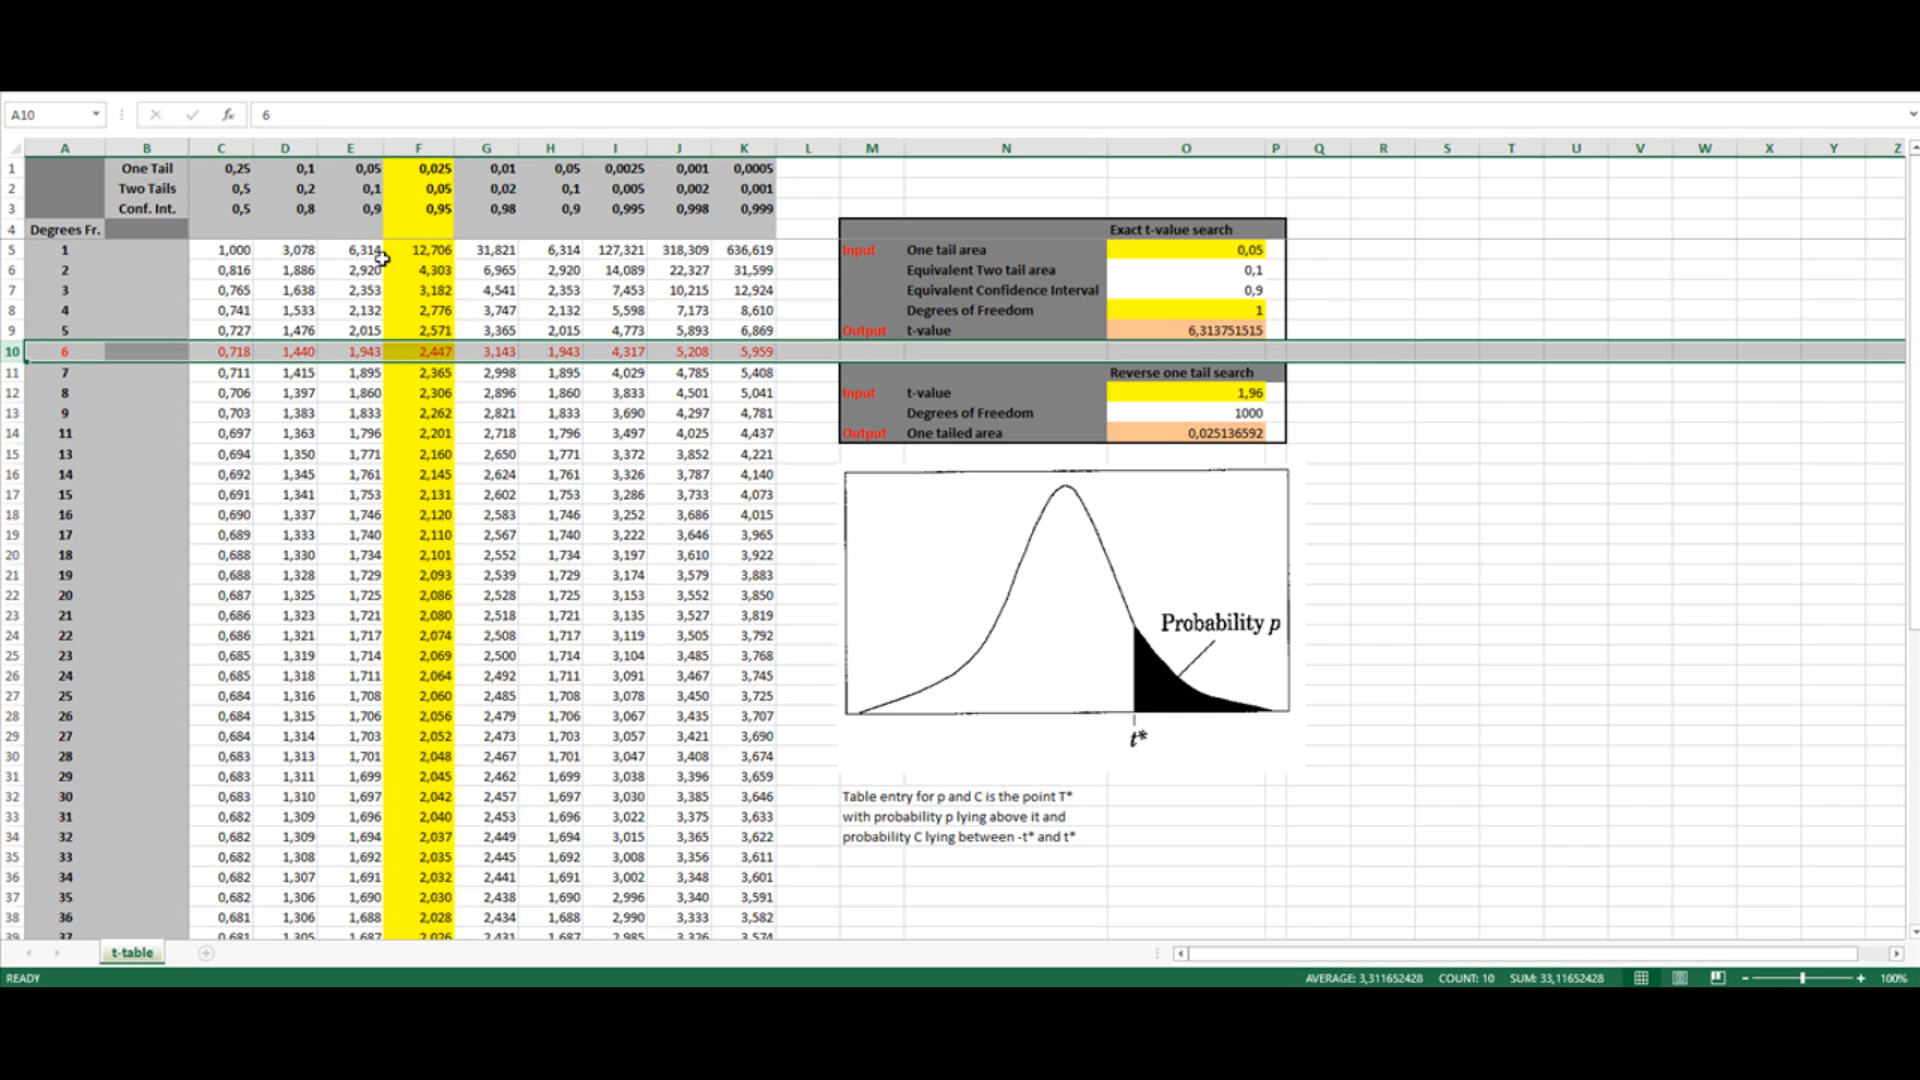 A10 fx 6
A B C D E F G H I J K L M N O P Q R S T U V W X Y Z
1 One Tail 0,25 0,1 0,05 0,025 0,01 0,05 0,0025 0,001 0,0005
2 Two Tails 0,5 0,2 0,1 0,05 0,02 0,1 0,005 0,002 0,001
3 Conf. Int. 0,5 0,8 0,9 0,95 0,98 0,9 0,995 0,998 0,999
4 Degrees Fr. Exact t-value search
5 1 1,000 3,078 6,314 12,706 31,821 6,314 127,321 318,309 636,619 Input One tail area 0,05
6 2 0,816 1,886 2,920 4,303 6,965 2,920 14,089 22,327 31,599 Equivalent Two tail area 0,1
7 3 0,765 1,638 2,353 3,182 4,541 2,353 7,453 10,215 12,924 Equivalent Confidence Interval 0,9
8 4 0,741 1,533 2,132 2,776 3,747 2,132 5,598 7,173 8,610 Degrees of Freedom 1
9 5 0,727 1,476 2,015 2,571 3,365 2,015 4,773 5,893 6,869 Output t-value 6,313751515
10 6 0,718 1,440 1,943 2,447 3,143 1,943 4,317 5,208 5,959
11 7 0,711 1,415 1,895 2,365 2,998 1,895 4,029 4,785 5,408 Reverse one tail search
12 8 0,706 1,397 1,860 2,306 2,896 1,860 3,833 4,501 5,041 Input t-value 1,96
13 9 0,703 1,383 1,833 2,262 2,821 1,833 3,690 4,297 4,781 Degrees of Freedom 1000
14 11 0,697 1,363 1,796 2,201 2,718 1,796 3,497 4,025 4,437 Output One tailed area 0,025136592
15 13 0,694 1,350 1,771 2,160 2,650 1,771 3,372 3,852 4,221
16 14 0,692 1,345 1,761 2,145 2,624 1,761 3,326 3,787 4,140
17 15 0,691 1,341 1,753 2,131 2,602 1,753 3,286 3,733 4,073
18 16 0,690 1,337 1,746 2,120 2,583 1,746 3,252 3,686 4,015
19 17 0,689 1,333 1,740 2,110 2,567 1,740 3,222 3,646 3,965
20 18 0,688 1,330 1,734 2,101 2,552 1,734 3,197 3,610 3,922
21 19 0,688 1,328 1,729 2,093 2,539 1,729 3,174 3,579 3,883
22 20 0,687 1,325 1,725 2,086 2,528 1,725 3,153 3,552 3,850
23 21 0,686 1,323 1,721 2,080 2,518 1,721 3,135 3,527 3,819 Probability p
24 22 0,686 1,321 1,717 2,074 2,508 1,717 3,119 3,505 3,792
25 23 0,685 1,319 1,714 2,069 2,500 1,714 3,104 3,485 3,768
26 24 0,685 1,318 1,711 2,064 2,492 1,711 3,091 3,467 3,745
27 25 0,684 1,316 1,708 2,060 2,485 1,708 3,078 3,450 3,725
28 26 0,684 1,315 1,706 2,056 2,479 1,706 3,067 3,435 3,707
29 27 0,684 1,314 1,703 2,052 2,473 1,703 3,057 3,421 3,690 t*
30 28 0,683 1,313 1,701 2,048 2,467 1,701 3,047 3,408 3,674
31 29 0,683 1,311 1,699 2,045 2,462 1,699 3,038 3,396 3,659
32 30 0,683 1,310 1,697 2,042 2,457 1,697 3,030 3,385 3,646 Table entry for p and C is the point T*
33 31 0,682 1,309 1,696 2,040 2,453 1,696 3,022 3,375 3,633 with probability p lying above it and
34 32 0,682 1,309 1,694 2,037 2,449 1,694 3,015 3,365 3,622 probability C lying between -t* and t*
35 33 0,682 1,308 1,692 2,035 2,445 1,692 3,008 3,356 3,611
36 34 0,682 1,307 1,691 2,032 2,441 1,691 3,002 3,348 3,601
37 35 0,682 1,306 1,690 2,030 2,438 1,690 2,996 3,340 3,591
38 36 0,681 1,306 1,688 2,028 2,434 1,688 2,990 3,333 3,582
39 37 0,681 1,305 1,687 2,026 2,431 1,687 2,985 3,326 3,574
t-table
READY AVERAGE: 3,311652428 COUNT: 10 SUM: 33,11652428 100%